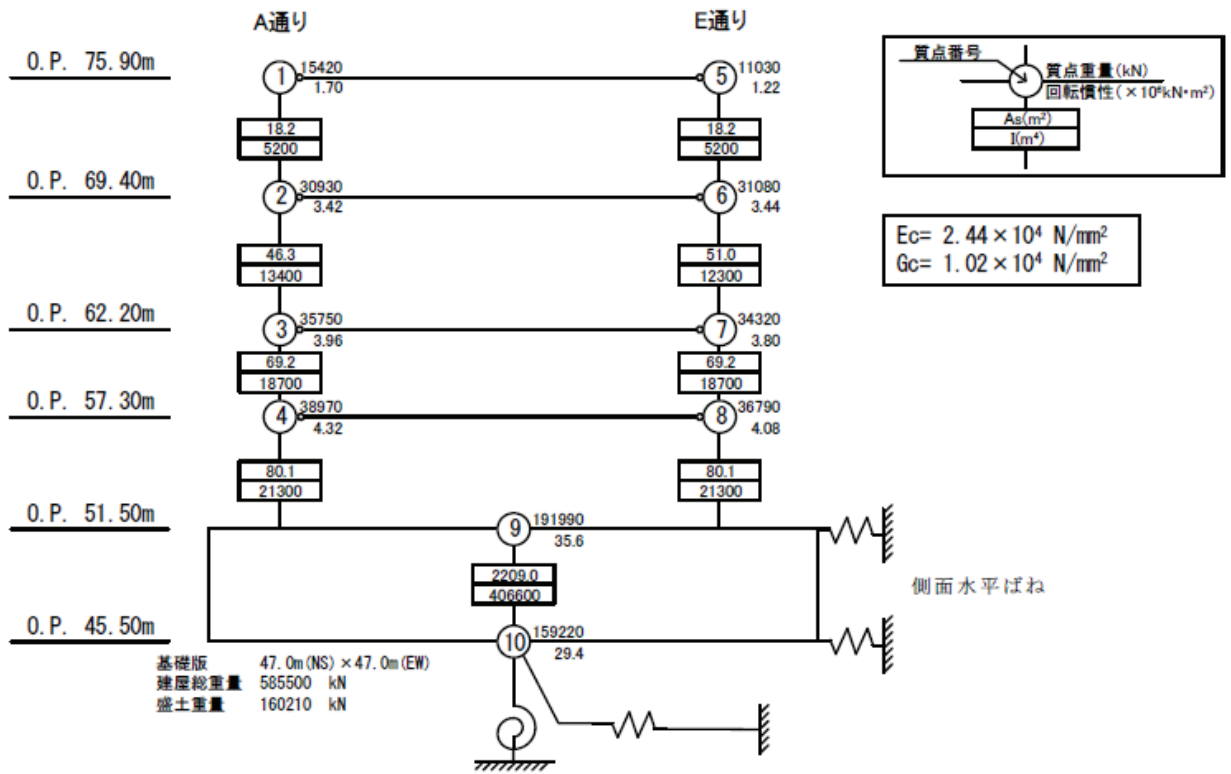 A通り E通り
O.P. 75.90m
1 15420
1.70
5 11030
1.22
18.2
5200
18.2
5200
O.P. 69.40m
2 30930
3.42
6 31080
3.44
46.3
13400
51.0
12300
O.P. 62.20m
3 35750
3.96
7 34320
3.80
69.2
18700
69.2
18700
O.P. 57.30m
4 38970
4.32
8 36790
4.08
80.1
21300
80.1
21300
O.P. 51.50m
9 191990
35.6
2209.0
406600
側面水平ばね
O.P. 45.50m
10 159220
29.4
基礎版 47.0m(NS)×47.0m(EW)
建屋総重量 585500 kN
盛土重量 160210 kN
質点番号
質点重量(kN)
回転慣性(×10⁶kN・m²)
As(m²)
I(m⁴)
Ec= 2.44×10⁴ N/mm²
Gc= 1.02×10⁴ N/mm²